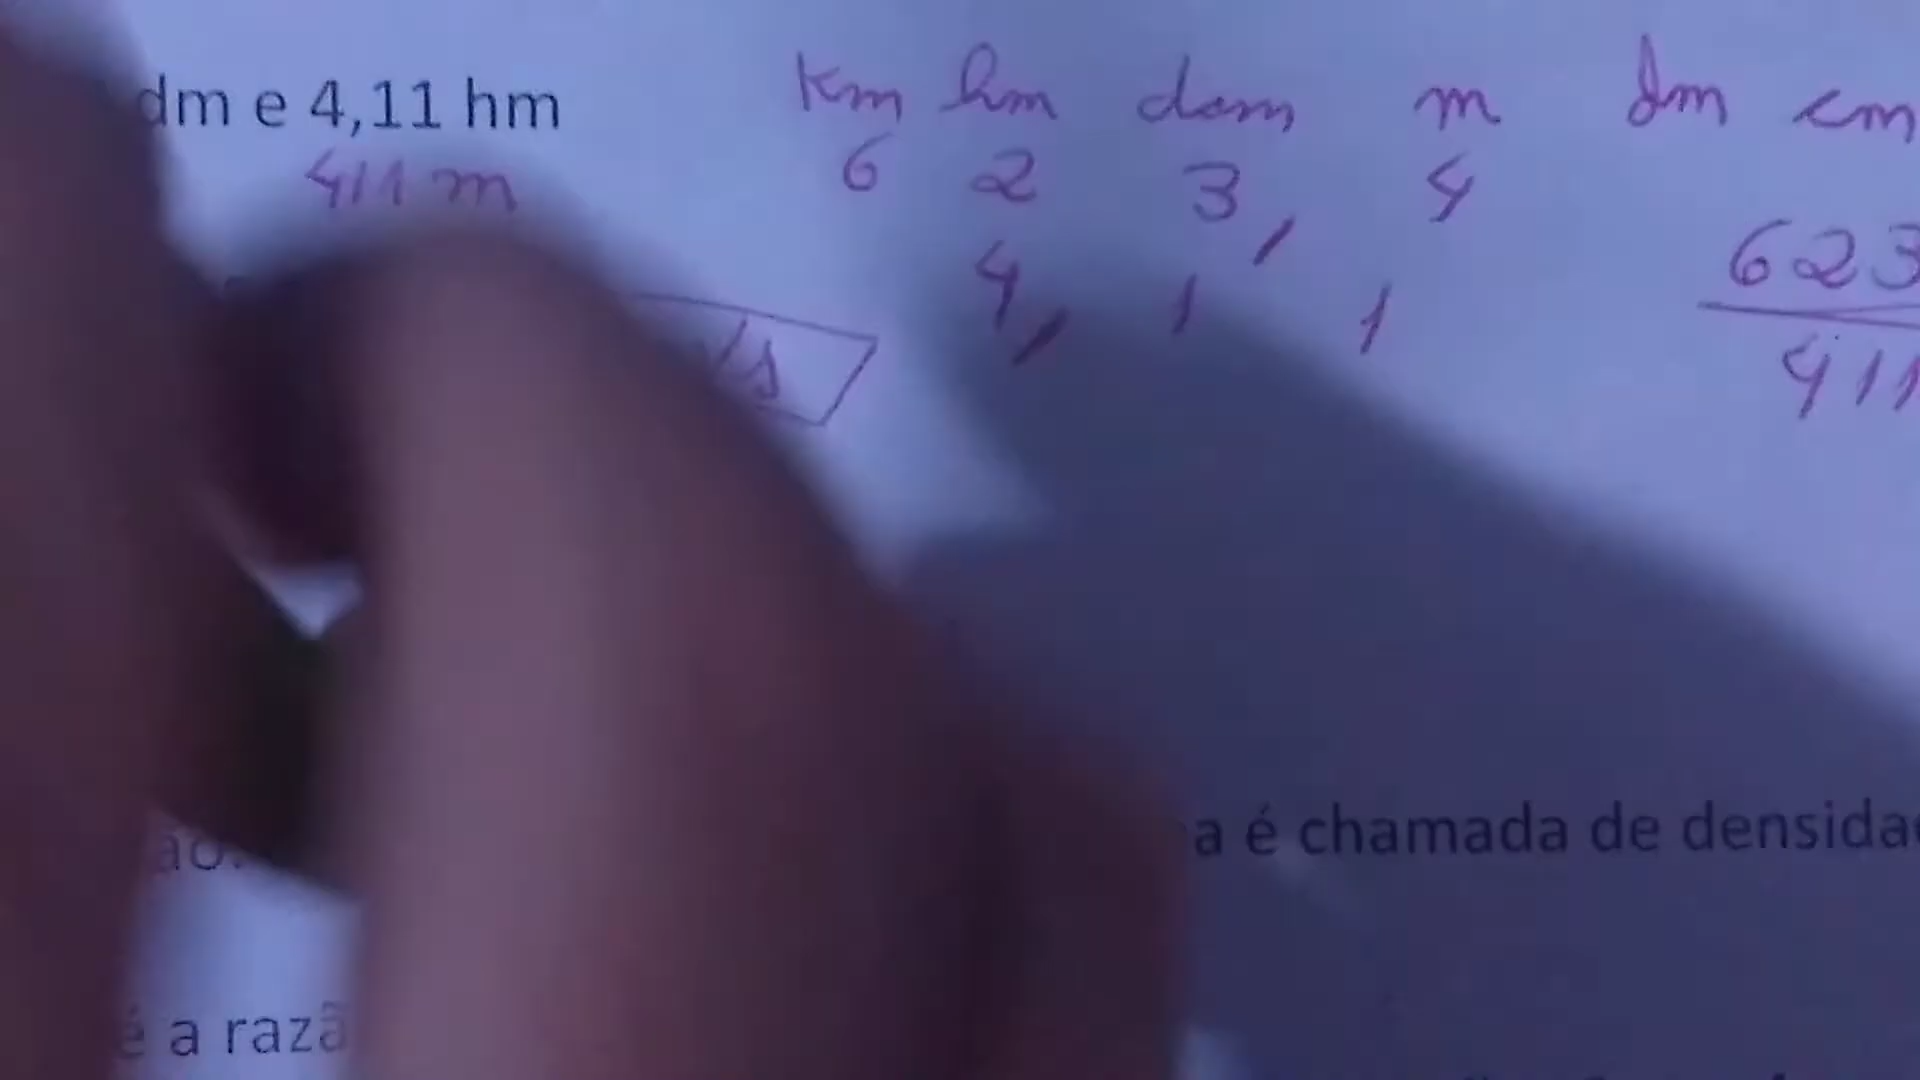 dm e 4,11 hm
Km hm dam m dm cm
411 m
6 2 3, 4
4, 1 1
623
411
/s
a é chamada de densida
ão.
é a razã